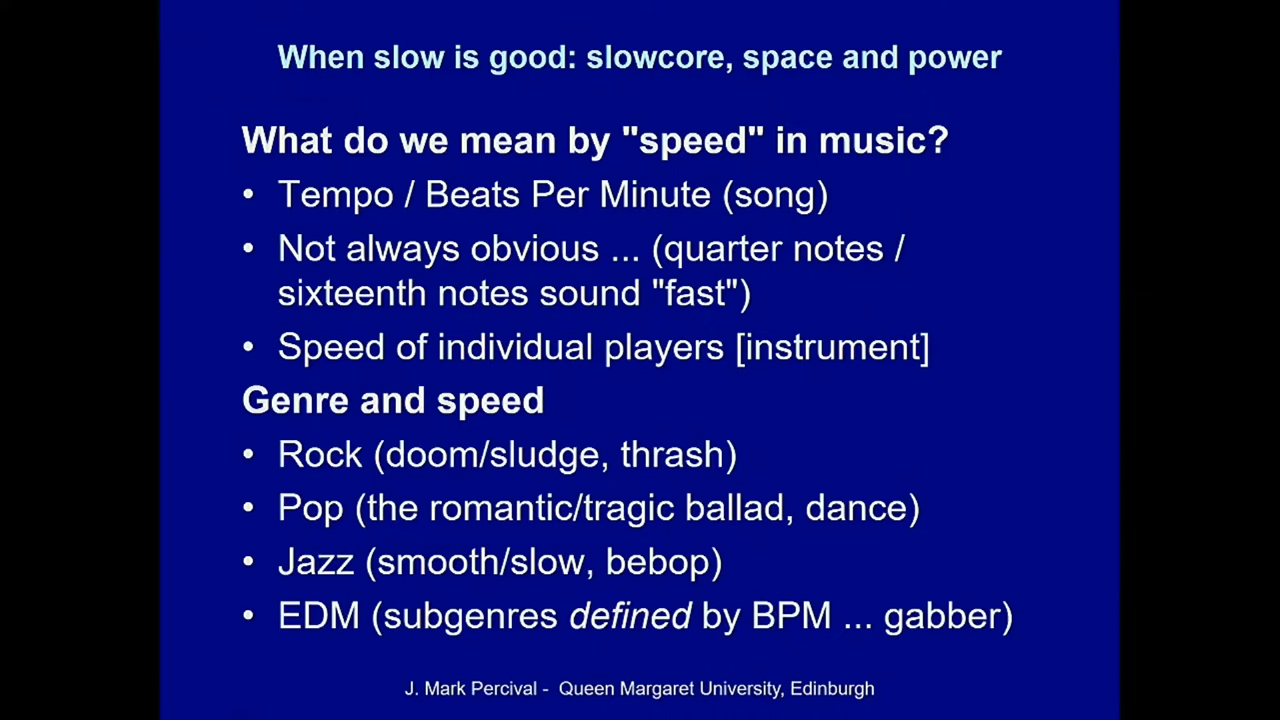 When slow is good: slowcore, space and power
What do we mean by "speed" in music?
• Tempo / Beats Per Minute (song)
• Not always obvious ... (quarter notes /
sixteenth notes sound "fast")
• Speed of individual players [instrument]
Genre and speed
• Rock (doom/sludge, thrash)
• Pop (the romantic/tragic ballad, dance)
• Jazz (smooth/slow, bebop)
• EDM (subgenres defined by BPM ... gabber)
J. Mark Percival - Queen Margaret University, Edinburgh